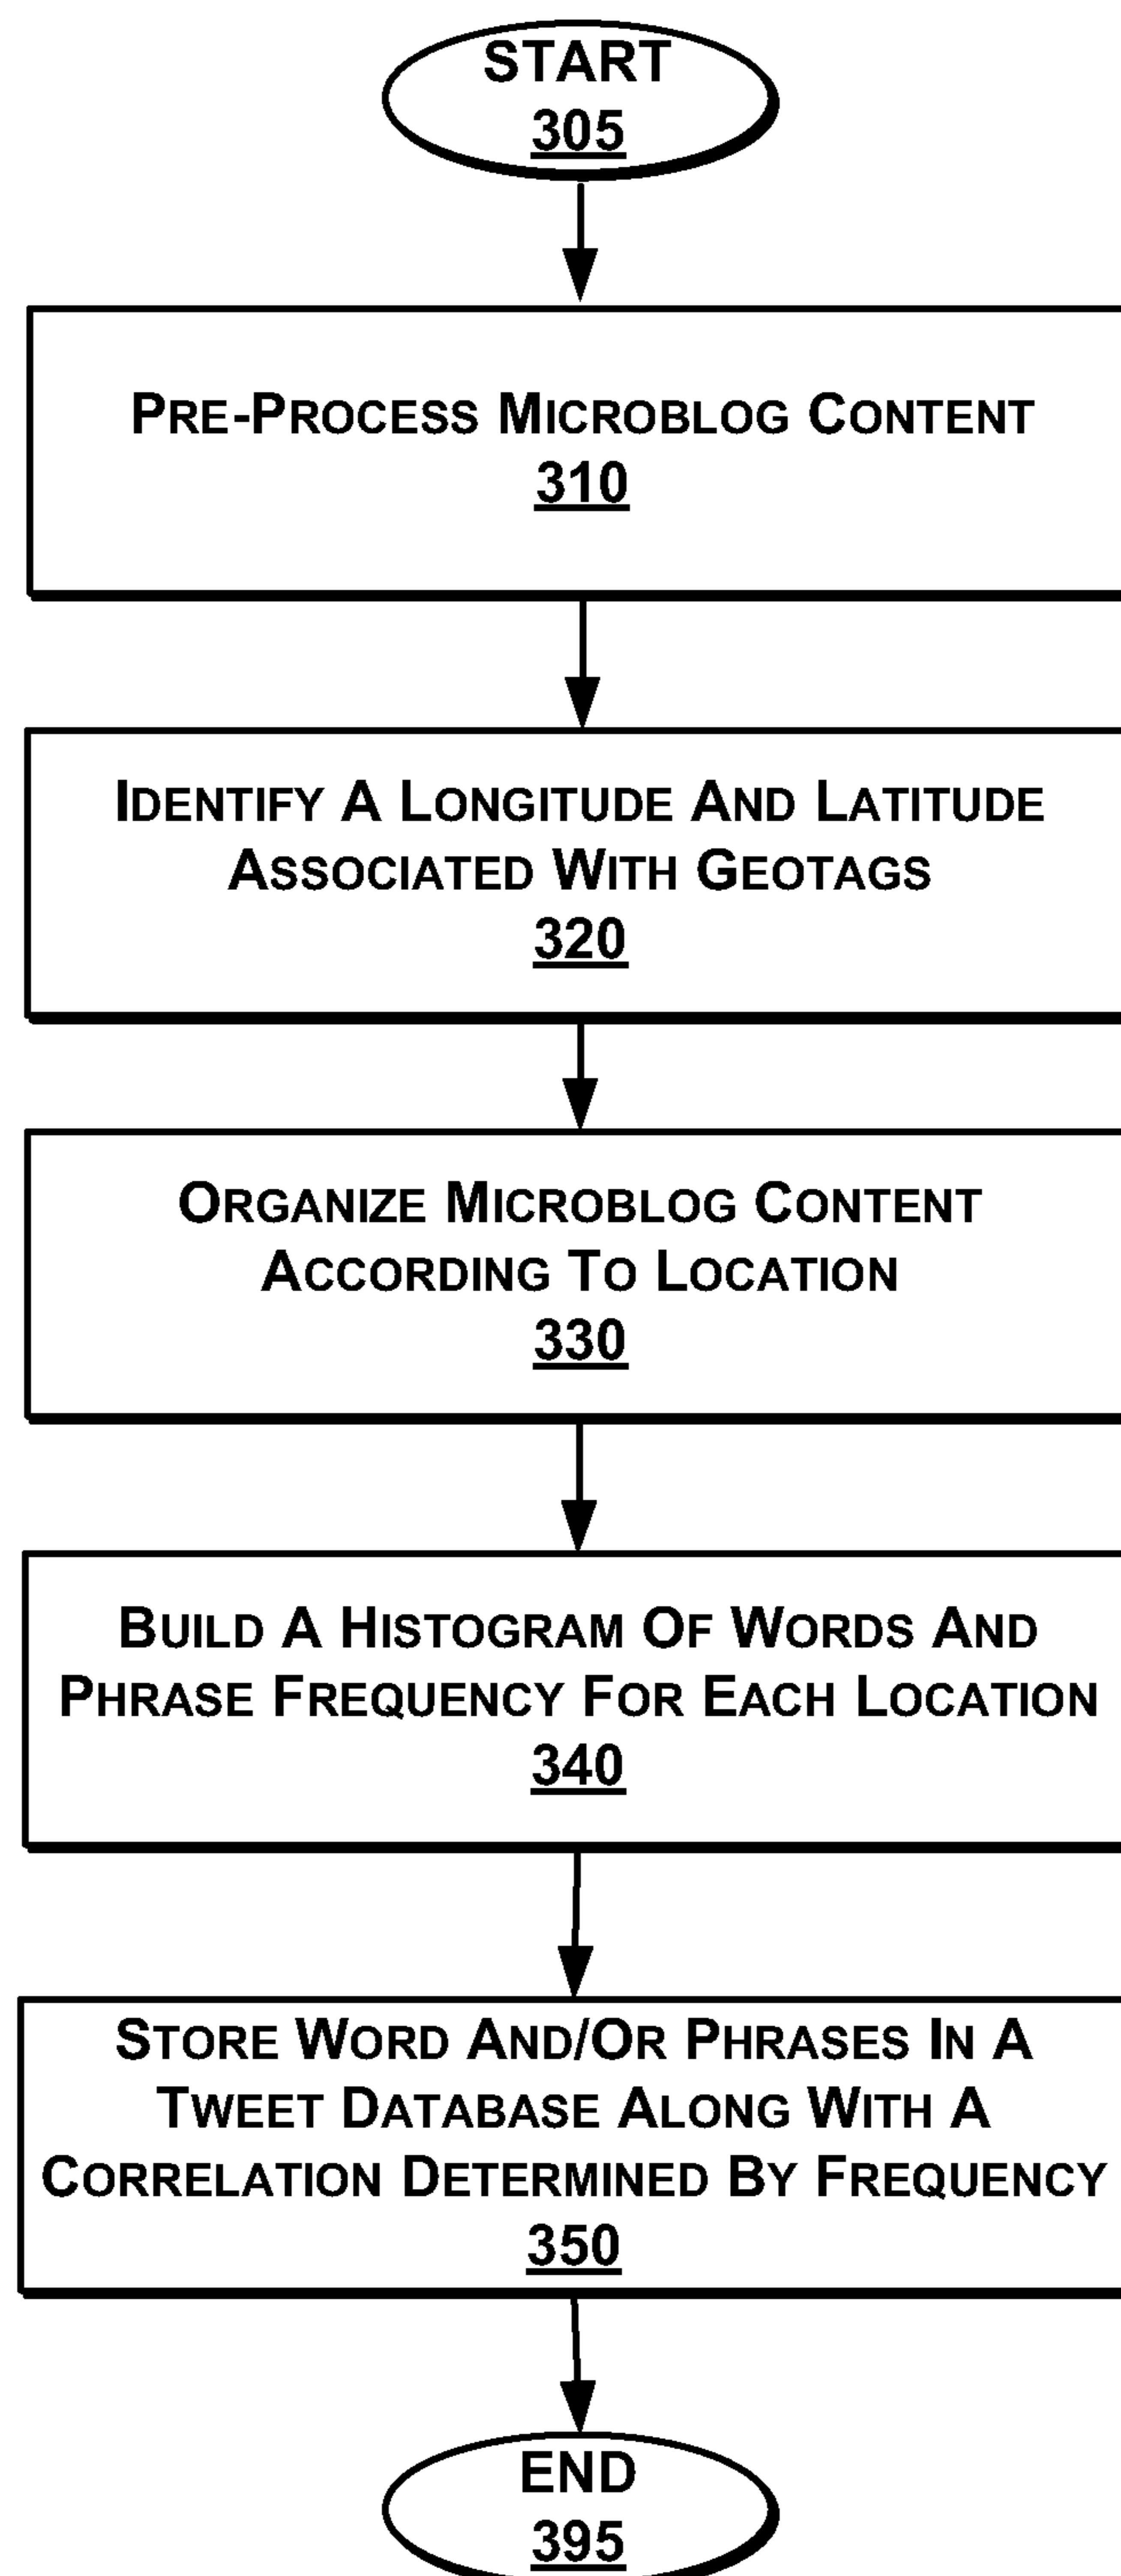 START
305
PRE-PROCESS MICROBLOG CONTENT
310
IDENTIFY A LONGITUDE AND LATITUDE
ASSOCIATED WITH GEOTAGS
320
ORGANIZE MICROBLOG CONTENT
ACCORDING TO LOCATION
330
BUILD A HISTOGRAM OF WORDS AND
PHRASE FREQUENCY FOR EACH LOCATION
340
STORE WORD AND/OR PHRASES IN A
TWEET DATABASE ALONG WITH A
CORRELATION DETERMINED BY FREQUENCY
350
END
395